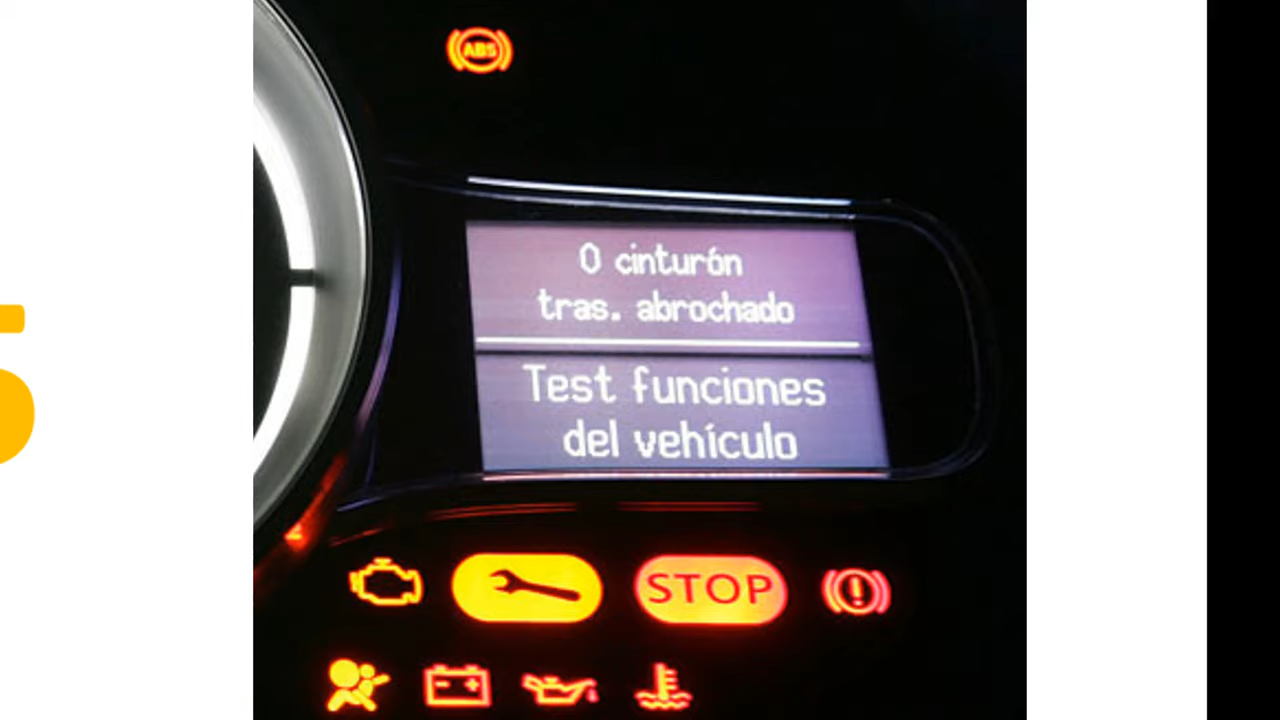 ABS
0 cinturón
tras. abrochado
Test funciones
del vehículo
STOP